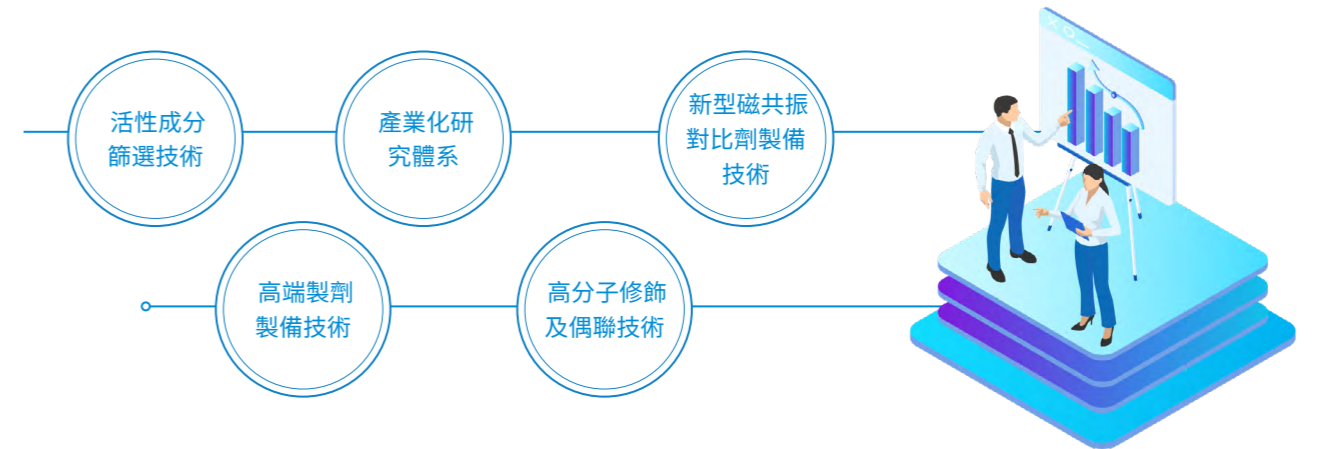 活性成分
篩選技術
產業化研
究體系
新型磁共振
對比劑製備
技術
高端製劑
製備技術
高分子修飾
及偶聯技術